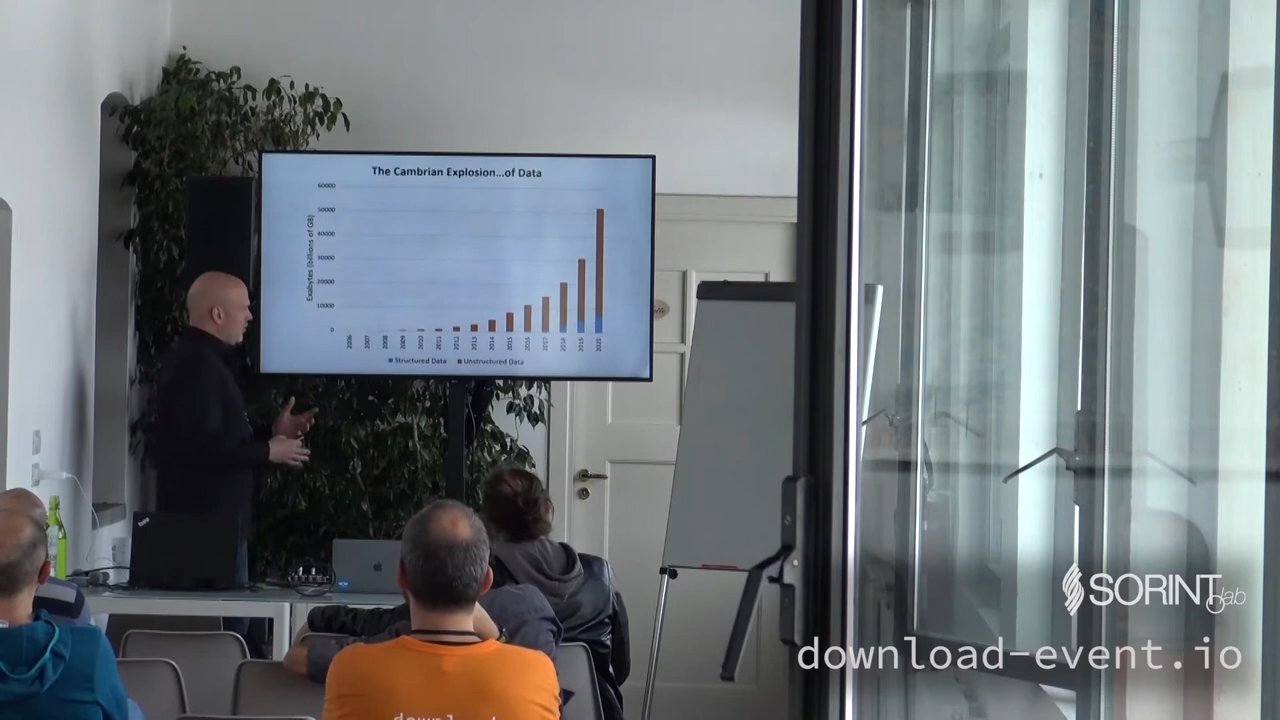 The Cambrian Explosion...of Data
Exabytes (billions of GB)
60000
50000
40000
30000
20000
10000
0
2006 2007 2008 2009 2010 2011 2012 2013 2014 2015 2016 2017 2018 2019 2020
Structured Data Unstructured Data
SORINTlab
download-event.io
download